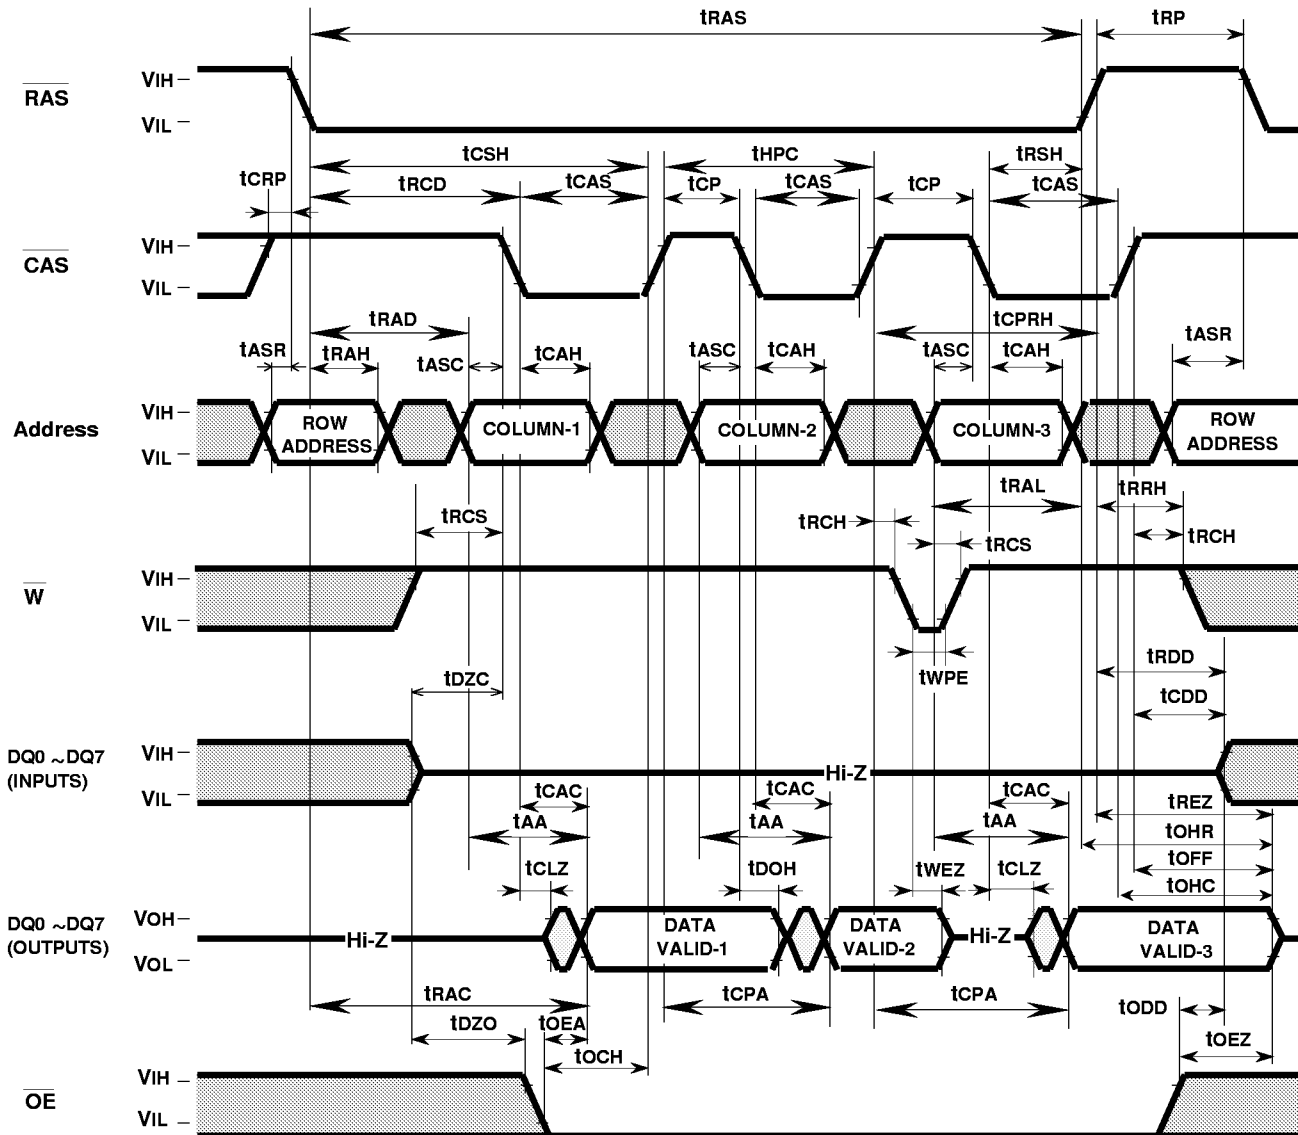 tRAS tRP
RAS VIH
VIL
tCSH tHPC tRSH
tCRP tRCD tCAS tCP tCAS tCP tCAS
CAS VIH
VIL
tRAD tCPRH
tASR tRAH tASC tCAH tASC tCAH tASC tCAH tASR
Address VIH
VIL
ROW ADDRESS COLUMN-1 COLUMN-2 COLUMN-3 ROW ADDRESS
tRAL tRRH
tRCS tRCH tRCS tRCH
W VIH
VIL
tWPE tRDD
tDZC tCDD
DQ0 ~DQ7 (INPUTS) VIH
VIL
Hi-Z
tCAC tCAC tCAC tREZ
tAA tAA tAA tOHR
tCLZ tDOH tWEZ tCLZ tOFF
tOHC
DQ0 ~DQ7 (OUTPUTS) VOH
VOL
Hi-Z DATA VALID-1 DATA VALID-2 Hi-Z DATA VALID-3
tRAC tCPA tCPA tODD
tDZO tOEA tOEZ
tOCH
OE VIH
VIL